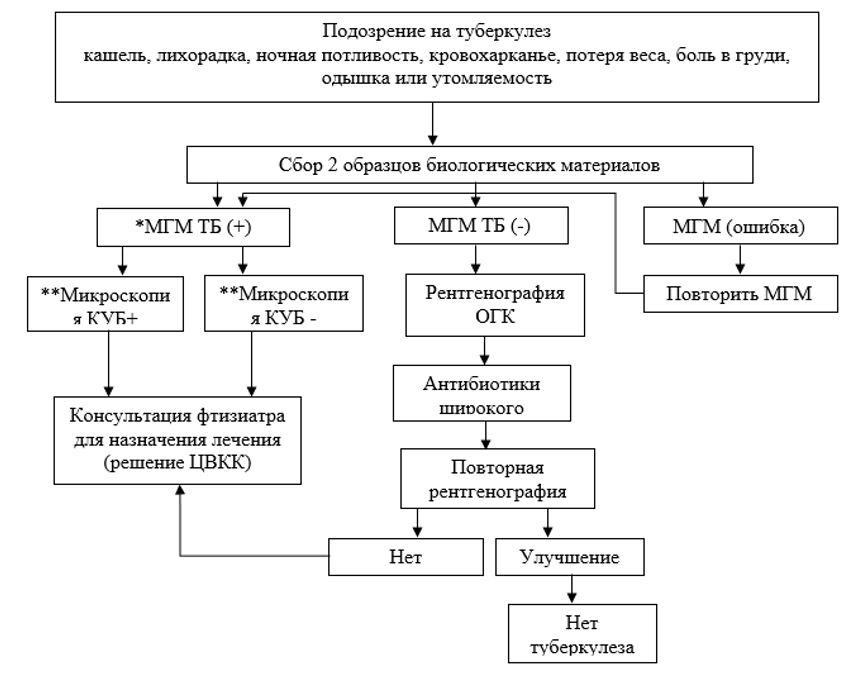 Подозрение на туберкулез
кашель, лихорадка, ночная потливость, кровохарканье, потеря веса, боль в груди,
одышка или утомляемость
Сбор 2 образцов биологических материалов
*МГМ ТБ (+)
МГМ ТБ (-)
МГМ (ошибка)
**Микроскопи
я КУБ+
**Микроскопи
я КУБ -
Рентгенография
ОГК
Повторить МГМ
Антибиотики
широкого
Консультация фтизиатра
для назначения лечения
(решение ЦВКК)
Повторная
рентгенография
Нет
Улучшение
Нет
туберкулеза